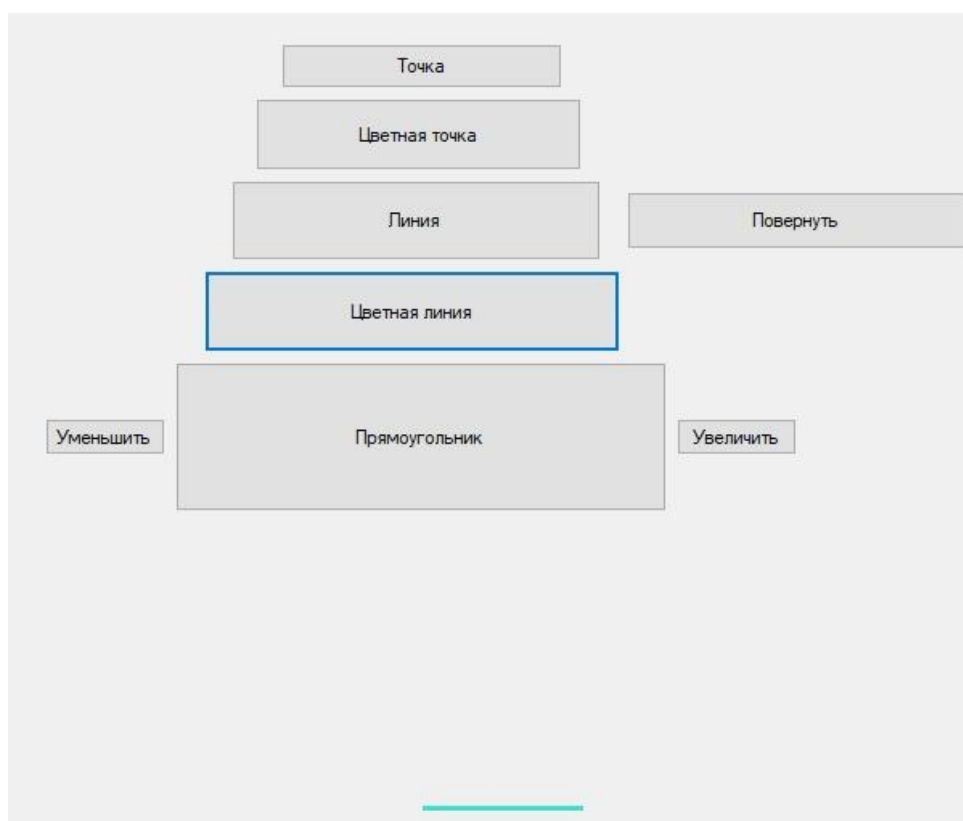 Точка
Цветная точка
Линия
Повернуть
Цветная линия
Уменьшить
Прямоугольник
Увеличить